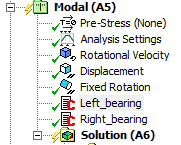 Modal (A5)
Pre-Stress (None)
Analysis Settings
Rotational Velocity
Displacement
Fixed Rotation
Left_bearing
Right_bearing
Solution (A6)